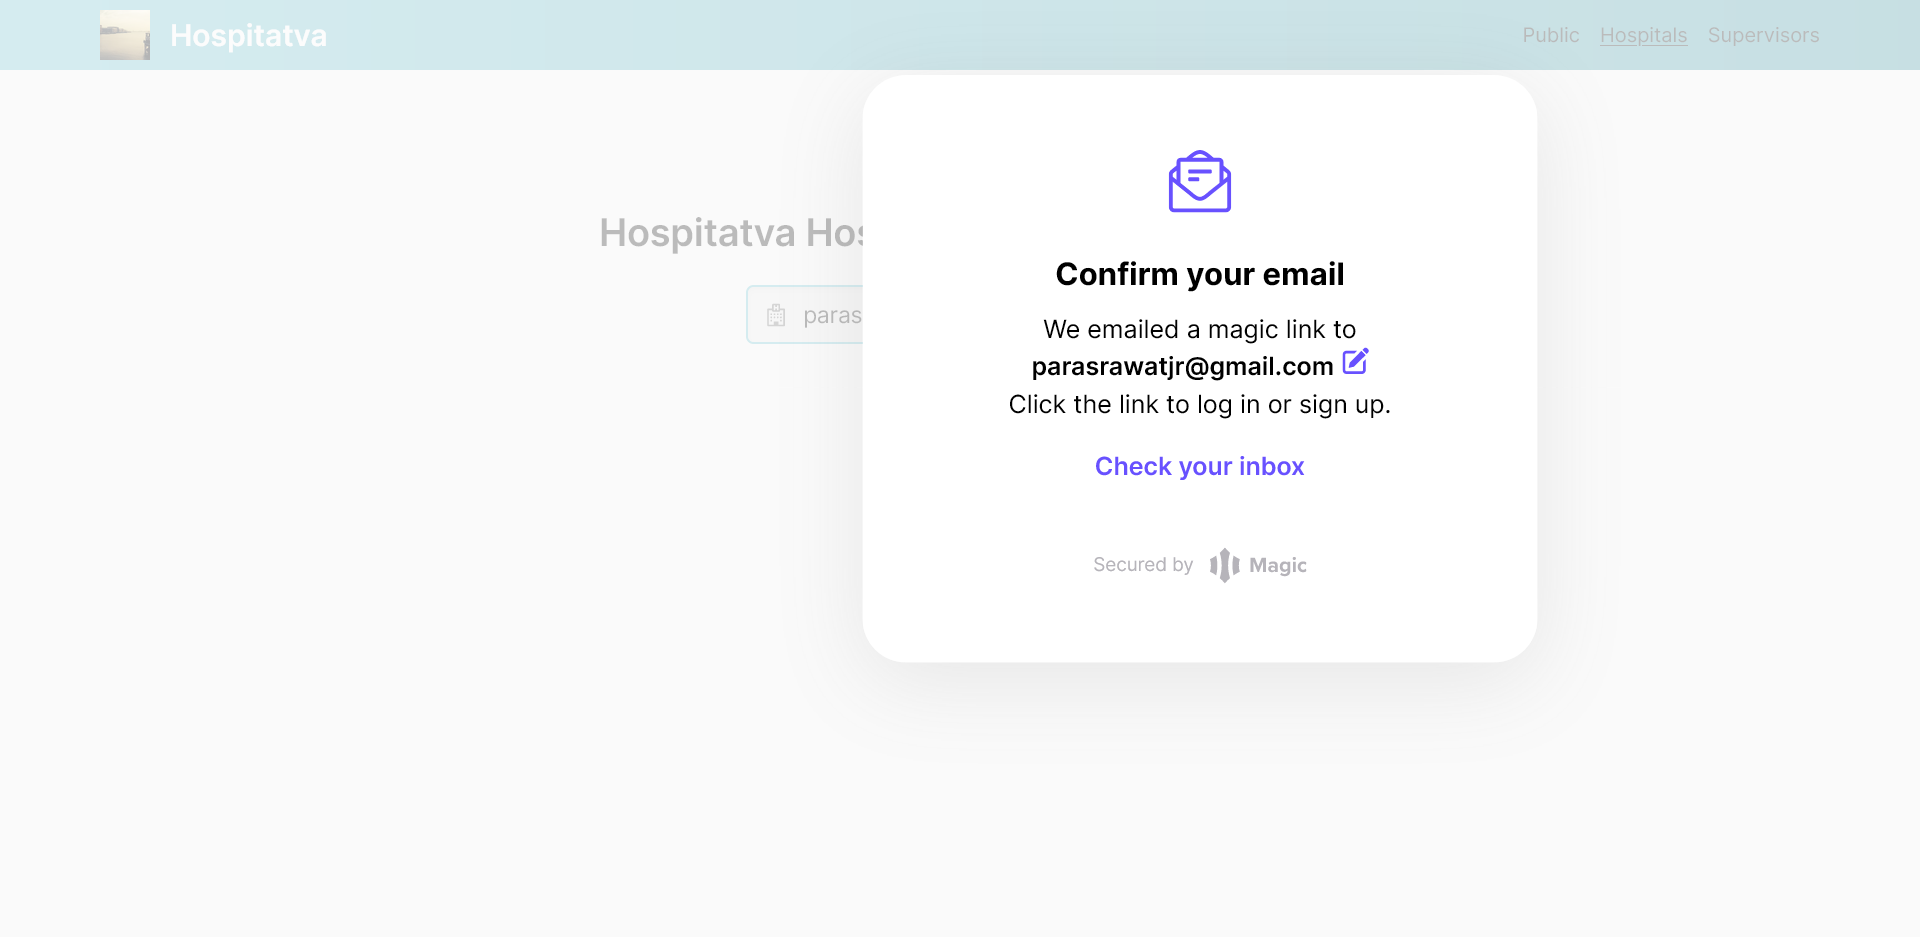 Hospitatva
Public Hospitals Supervisors
Hospitatva Hos
paras
Confirm your email
We emailed a magic link to
parasrawatjr@gmail.com
Click the link to log in or sign up.
Check your inbox
Secured by Magic